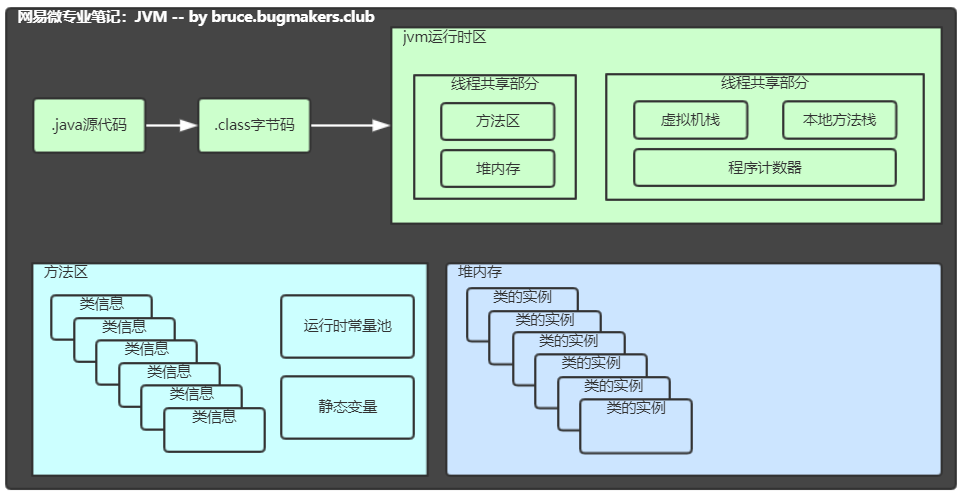 网易微专业笔记：JVM -- by bruce.bugmakers.club
jvm运行时区
线程共享部分
线程共享部分
.java源代码
.class字节码
方法区
虚拟机栈
本地方法栈
堆内存
程序计数器
方法区
类信息
类信息
类信息
类信息
类信息
类信息
运行时常量池
静态变量
堆内存
类的实例
类的实例
类的实例
类的实例
类的实例
类的实例